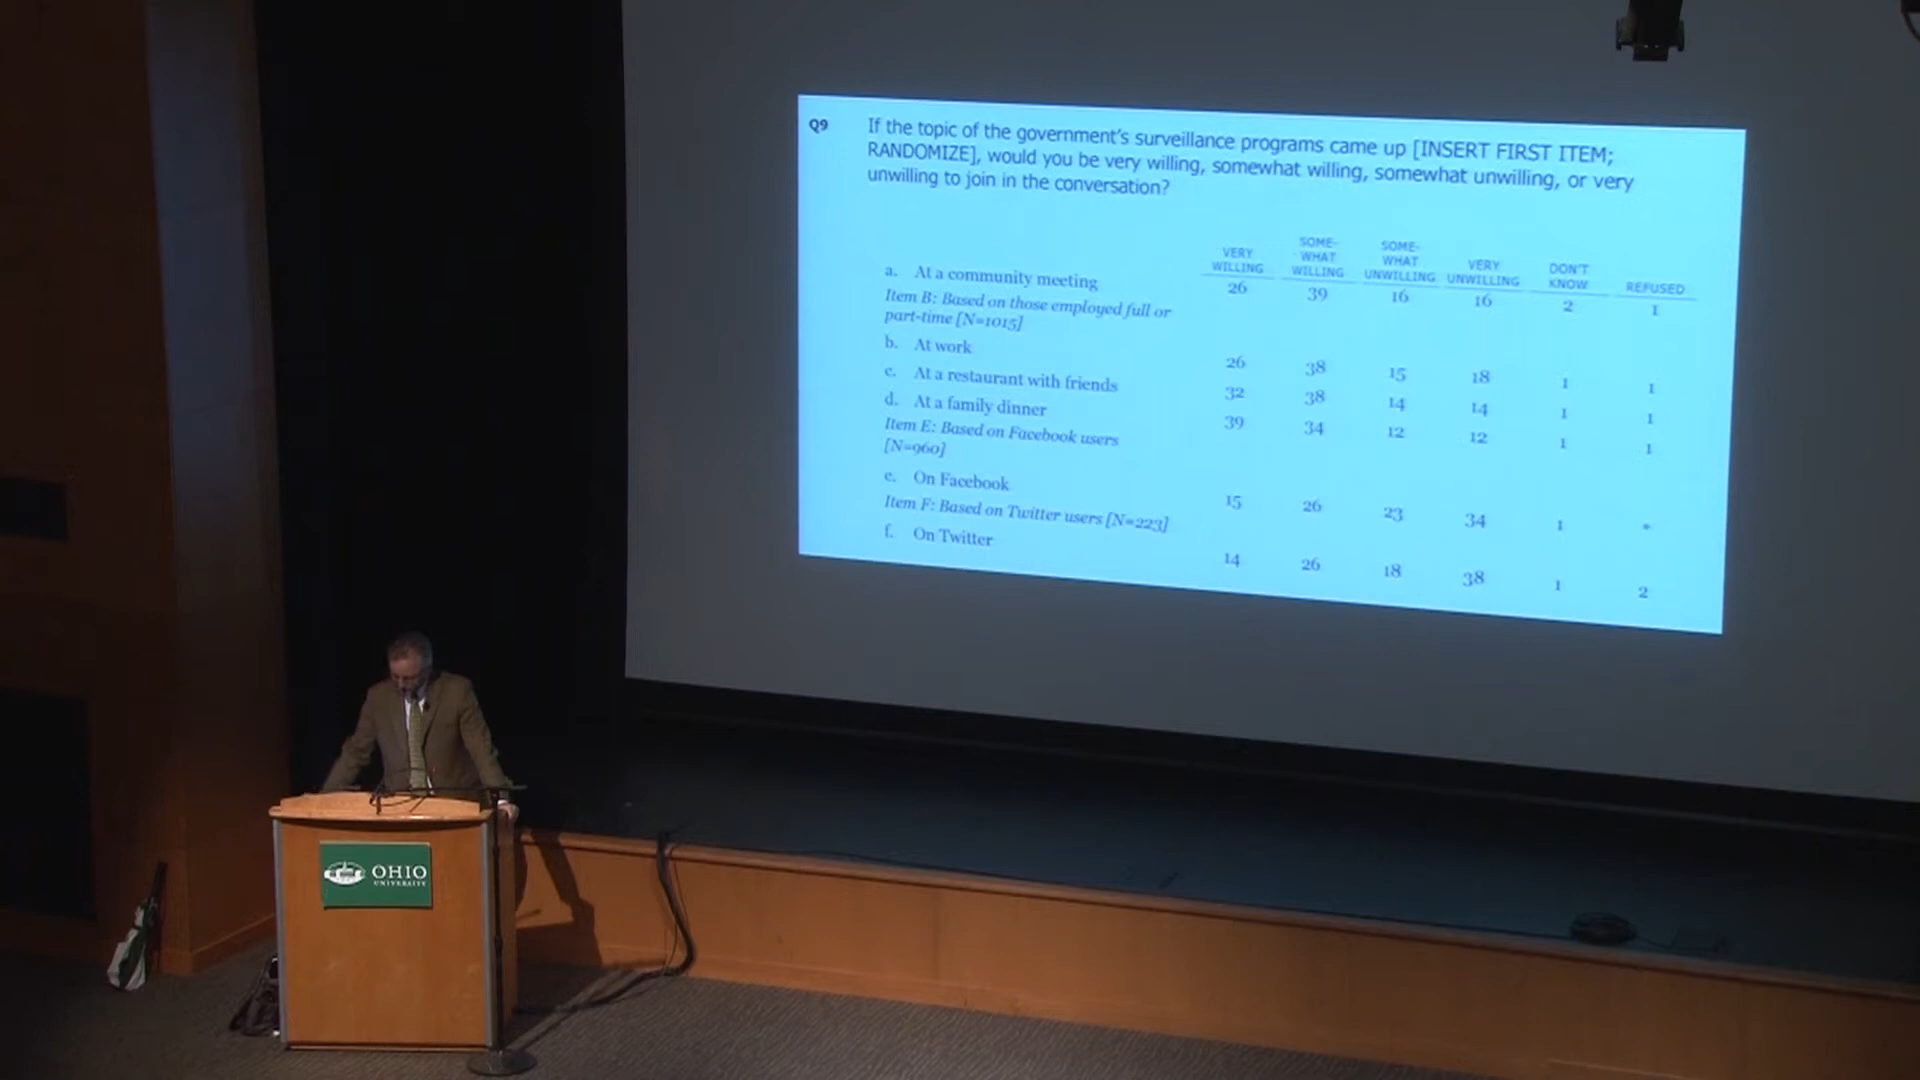 Q9 If the topic of the government's surveillance programs came up [INSERT FIRST ITEM;
RANDOMIZE], would you be very willing, somewhat willing, somewhat unwilling, or very
unwilling to join in the conversation?
VERY WILLING SOME-WHAT WILLING SOME-WHAT UNWILLING VERY UNWILLING DON'T KNOW REFUSED
a. At a community meeting 26 39 16 16 2 1
Item B: Based on those employed full or
part-time [N=1015]
b. At work 26 38 15 18 1 1
c. At a restaurant with friends 32 38 14 14 1 1
d. At a family dinner 39 34 12 12 1 1
Item E: Based on Facebook users
[N=960]
e. On Facebook 15 26 23 34 1 *
Item F: Based on Twitter users [N=223]
f. On Twitter 14 26 18 38 1 2
OHIO
UNIVERSITY